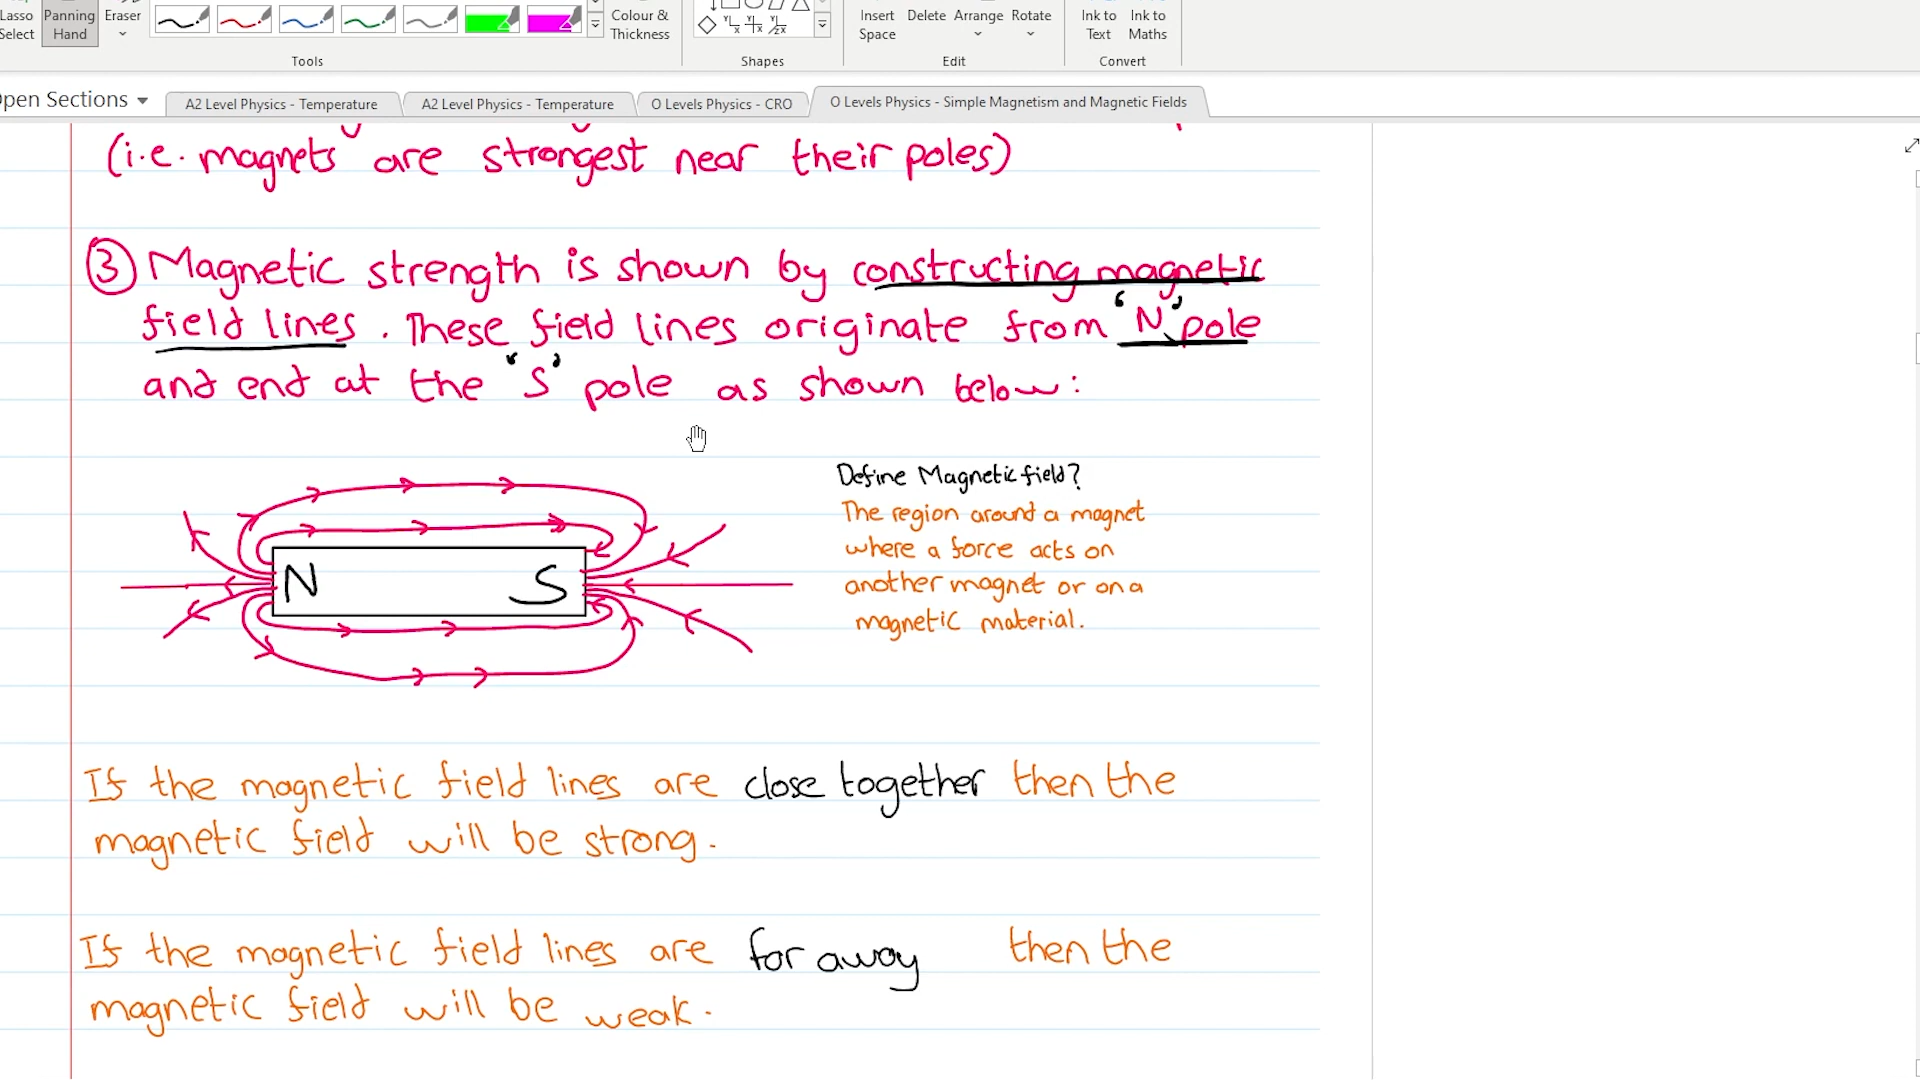 Lasso Select
Panning Hand
Eraser
Colour & Thickness
Insert Space
Delete
Arrange
Rotate
Ink to Text
Ink to Maths
Tools
Shapes
Edit
Convert
Open Sections
A2 Level Physics - Temperature
A2 Level Physics - Temperature
O Levels Physics - CRO
O Levels Physics - Simple Magnetism and Magnetic Fields
(i.e. magnets are strongest near their poles)
③ Magnetic strength is shown by constructing magnetic
field lines. These field lines originate from 'N' pole
and end at the 'S' pole as shown below:
Define Magnetic field?
The region around a magnet
where a force acts on
another magnet or on a
magnetic material.
N S
If the magnetic field lines are close together then the
magnetic field will be strong.
If the magnetic field lines are far away then the
magnetic field will be weak.